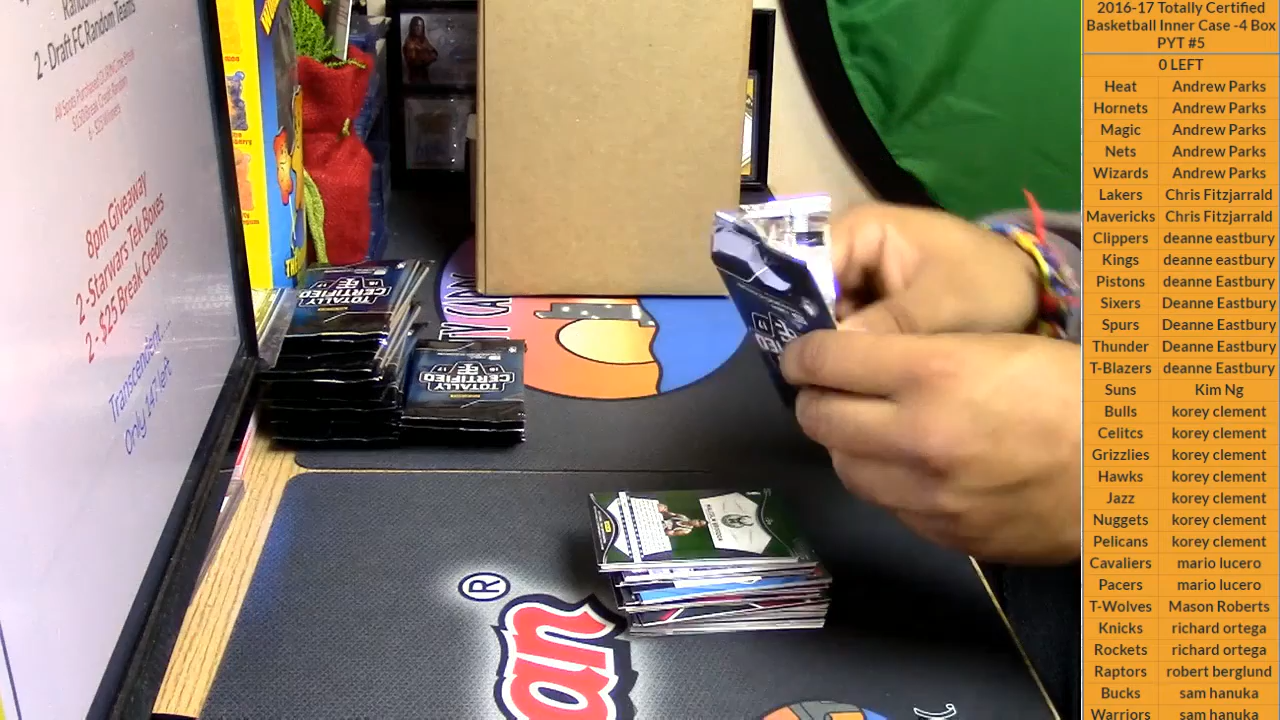 2 - Draft FC Random Teams
8pm Giveaway
2 - Starwars Tek Boxes
2 - $25 Break Credits
Transcendent....
Only 147 left
TOTALLY
CERTIFIED
TOTALLY
CERTIFIED
®
an
2016-17 Totally Certified
Basketball Inner Case -4 Box
PYT #5
0 LEFT
Heat Andrew Parks
Hornets Andrew Parks
Magic Andrew Parks
Nets Andrew Parks
Wizards Andrew Parks
Lakers Chris Fitzjarrald
Mavericks Chris Fitzjarrald
Clippers deanne eastbury
Kings deanne eastbury
Pistons deanne eastbury
Sixers Deanne Eastbury
Spurs Deanne Eastbury
Thunder Deanne Eastbury
T-Blazers deanne Eastbury
Suns Kim Ng
Bulls korey clement
Celitcs korey clement
Grizzlies korey clement
Hawks korey clement
Jazz korey clement
Nuggets korey clement
Pelicans korey clement
Cavaliers mario lucero
Pacers mario lucero
T-Wolves Mason Roberts
Knicks richard ortega
Rockets richard ortega
Raptors robert berglund
Bucks sam hanuka
Warriors sam hanuka